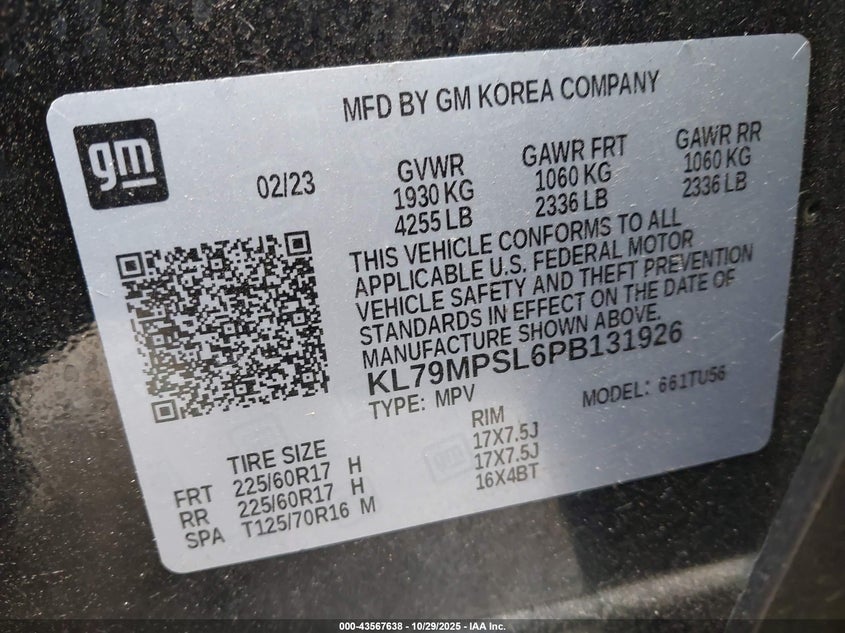 MFD BY GM KOREA COMPANY
gm
02/23
GVWR
1930 KG
4255 LB
GAWR FRT
1060 KG
2336 LB
GAWR RR
1060 KG
2336 LB
THIS VEHICLE CONFORMS TO ALL
APPLICABLE U.S. FEDERAL MOTOR
VEHICLE SAFETY AND THEFT PREVENTION
STANDARDS IN EFFECT ON THE DATE OF
MANUFACTURE SHOWN ABOVE.
KL79MPSL6PB131926
TYPE: MPV
MODEL: 661TU56
TIRE SIZE
RIM
FRT 225/60R17 H 17X7.5J
RR 225/60R17 H 17X7.5J
SPA T125/70R16 M 16X4BT
gm
000-43567638 - 10/29/2025 - IAA Inc.